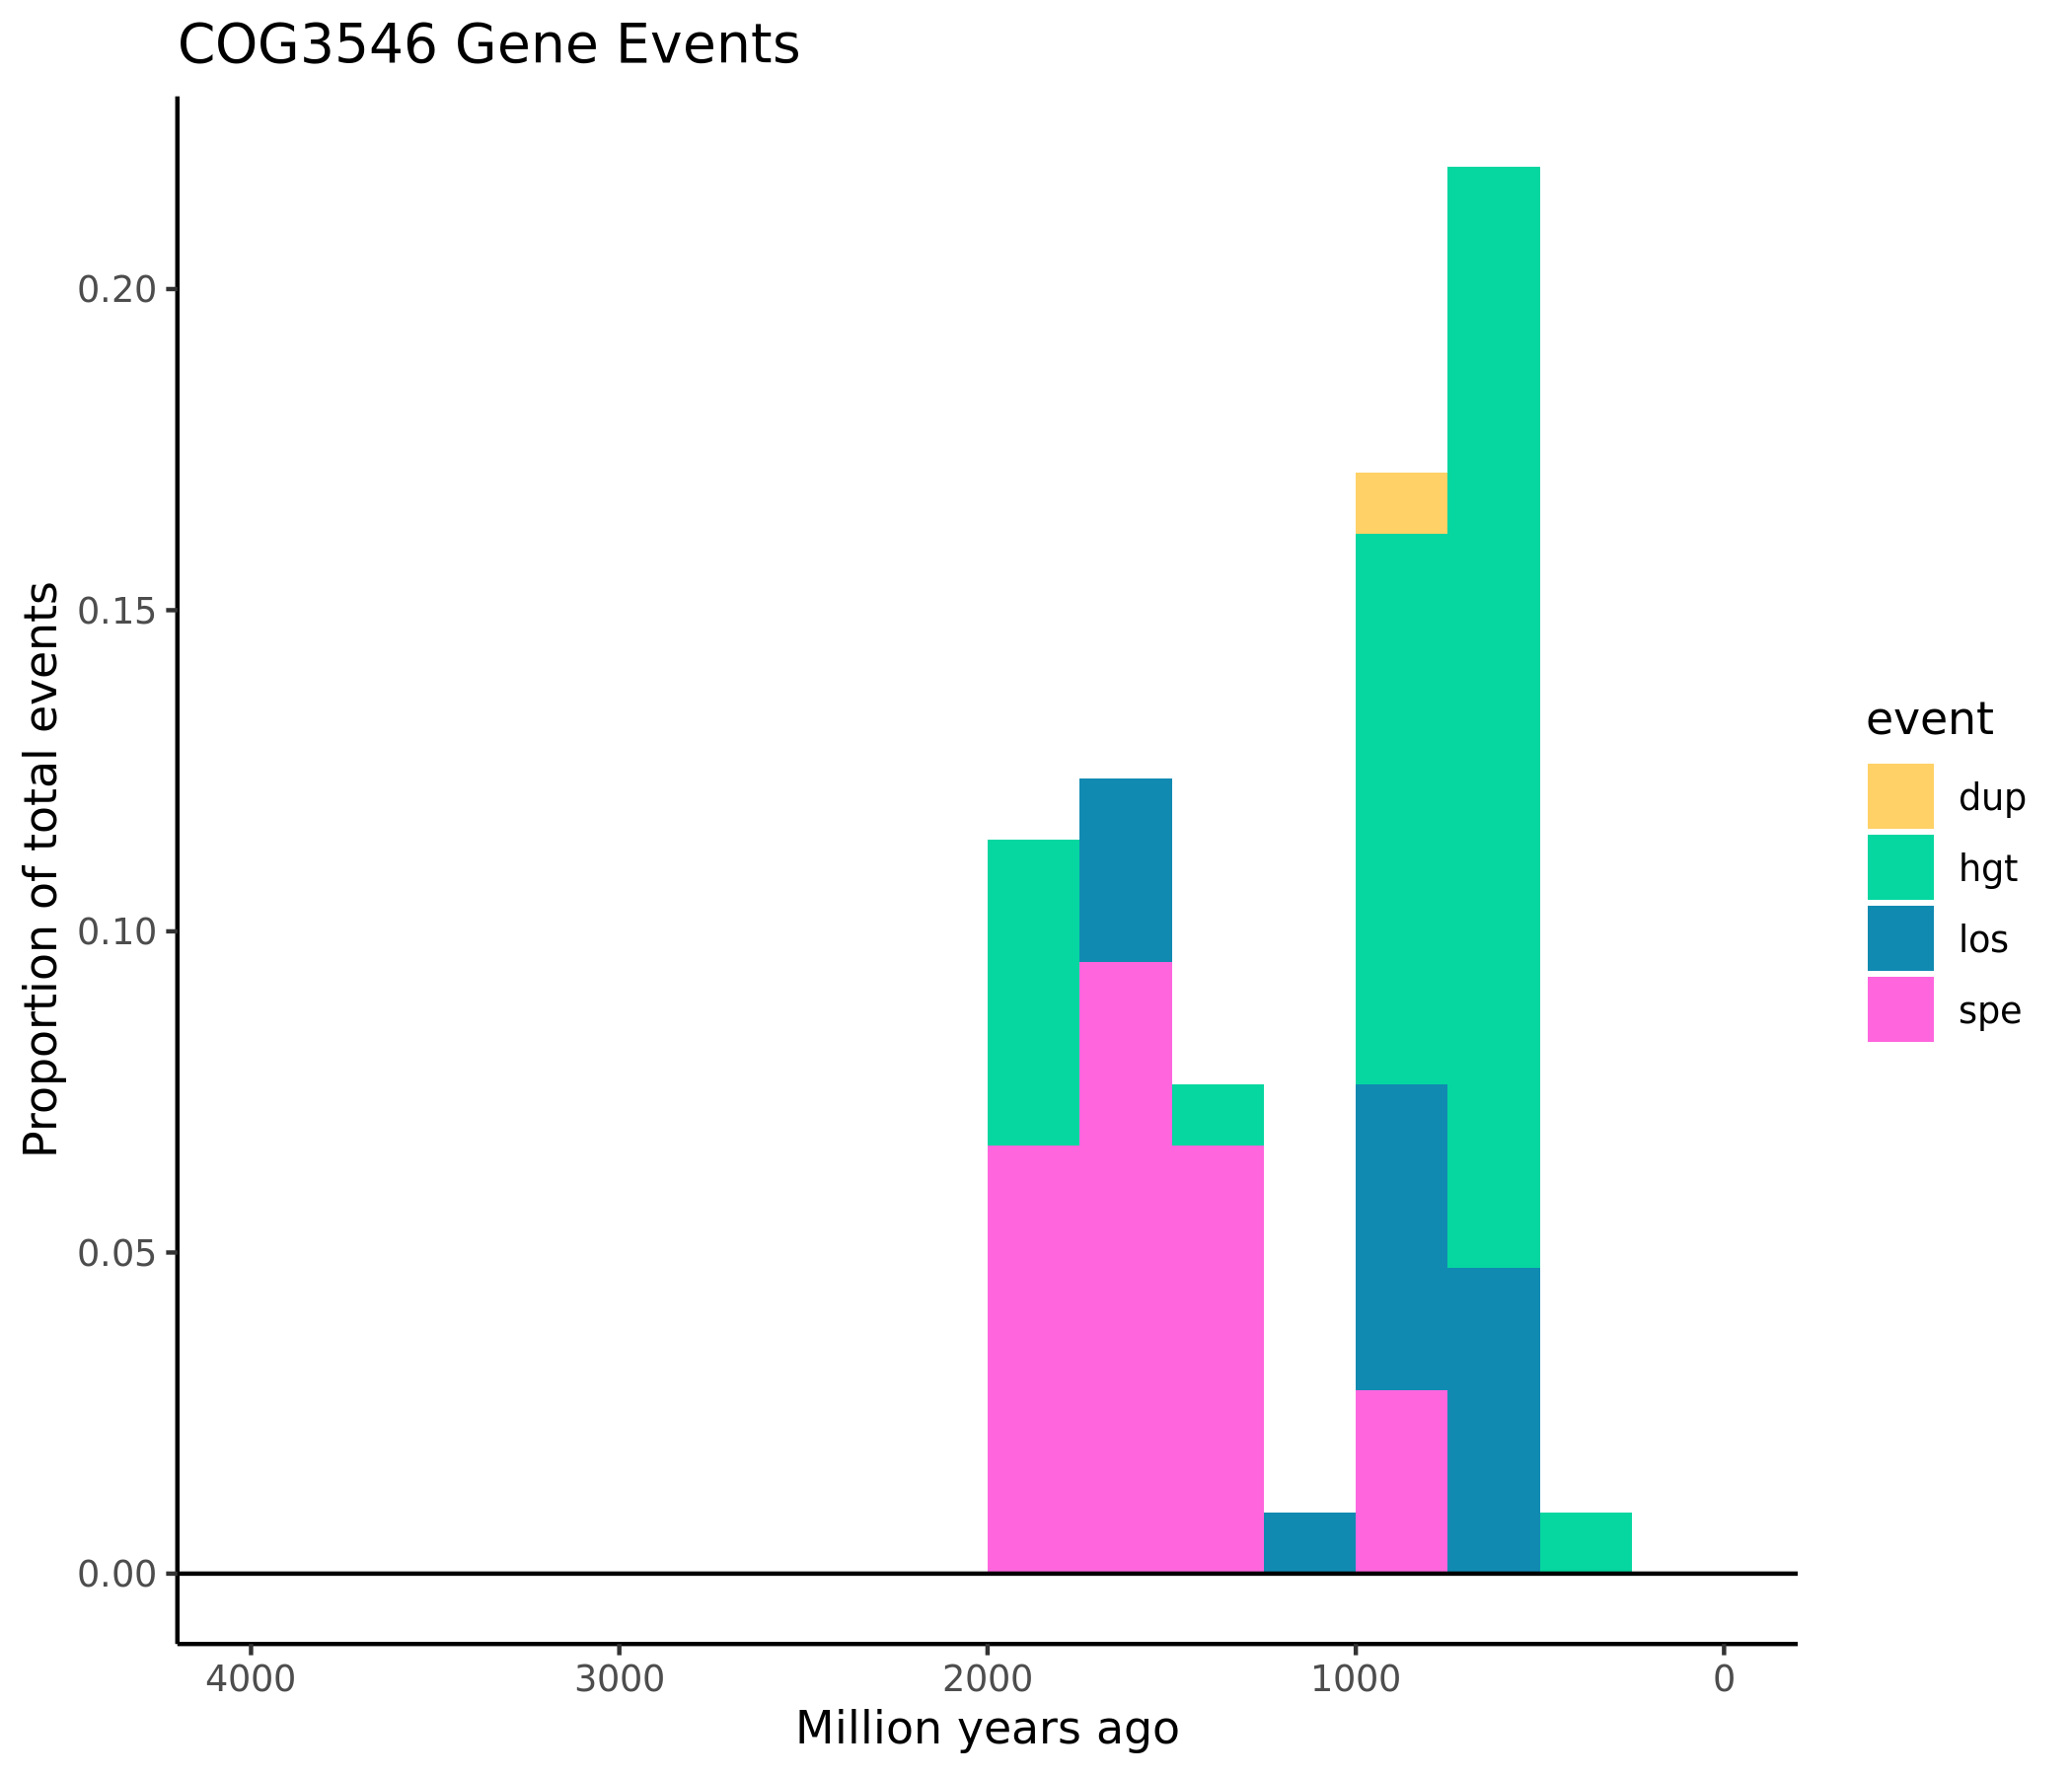 COG3546 Gene Events
Proportion of total events
0.20
0.15
0.10
0.05
0.00
4000 3000 2000 1000 0
Million years ago
event
dup
hgt
los
spe